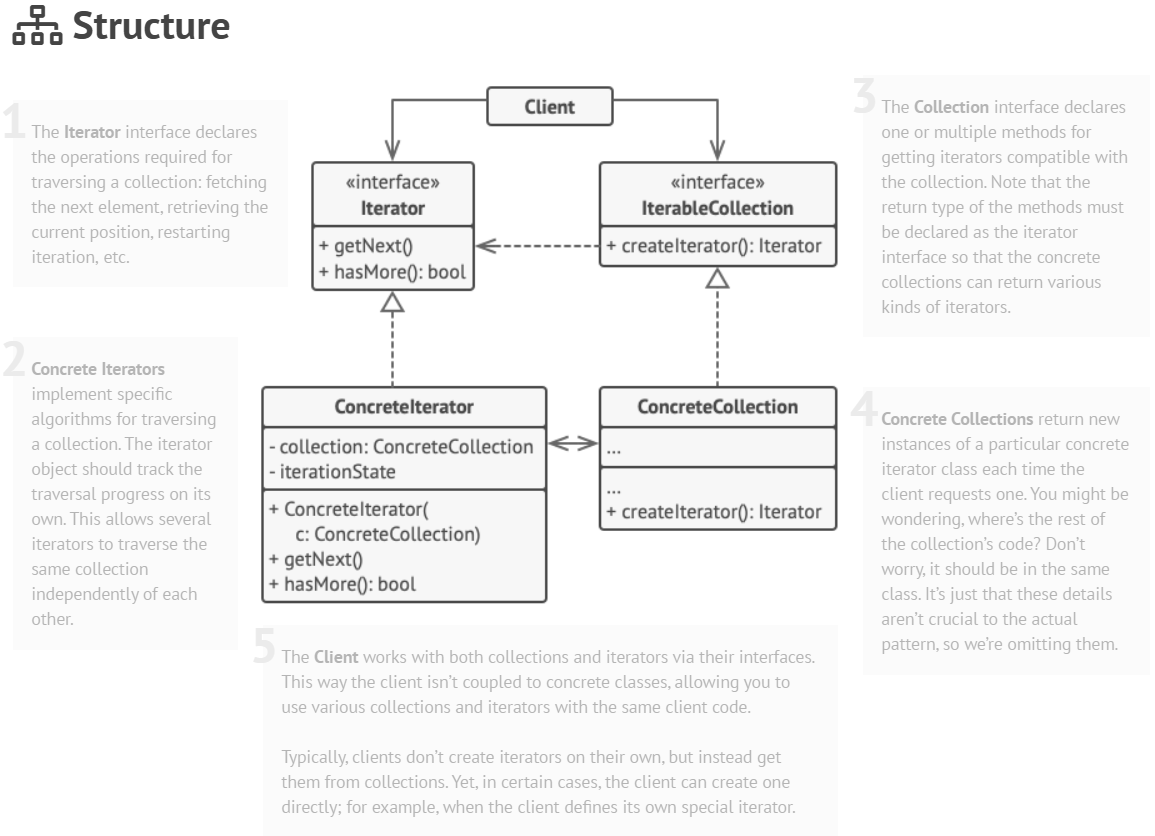 Structure
1
The Iterator interface declares
the operations required for
traversing a collection: fetching
the next element, retrieving the
current position, restarting
iteration, etc.
2
Concrete Iterators
implement specific
algorithms for traversing
a collection. The iterator
object should track the
traversal progress on its
own. This allows several
iterators to traverse the
same collection
independently of each
other.
Client
«interface»
Iterator
+ getNext()
+ hasMore(): bool
«interface»
IterableCollection
+ createIterator(): Iterator
ConcreteIterator
- collection: ConcreteCollection
- iterationState
+ ConcreteIterator(
c: ConcreteCollection)
+ getNext()
+ hasMore(): bool
ConcreteCollection
...
...
+ createIterator(): Iterator
3
The Collection interface declares
one or multiple methods for
getting iterators compatible with
the collection. Note that the
return type of the methods must
be declared as the iterator
interface so that the concrete
collections can return various
kinds of iterators.
4
Concrete Collections return new
instances of a particular concrete
iterator class each time the
client requests one. You might be
wondering, where’s the rest of
the collection’s code? Don’t
worry, it should be in the same
class. It’s just that these details
aren’t crucial to the actual
pattern, so we’re omitting them.
5
The Client works with both collections and iterators via their interfaces.
This way the client isn’t coupled to concrete classes, allowing you to
use various collections and iterators with the same client code.
Typically, clients don’t create iterators on their own, but instead get
them from collections. Yet, in certain cases, the client can create one
directly; for example, when the client defines its own special iterator.